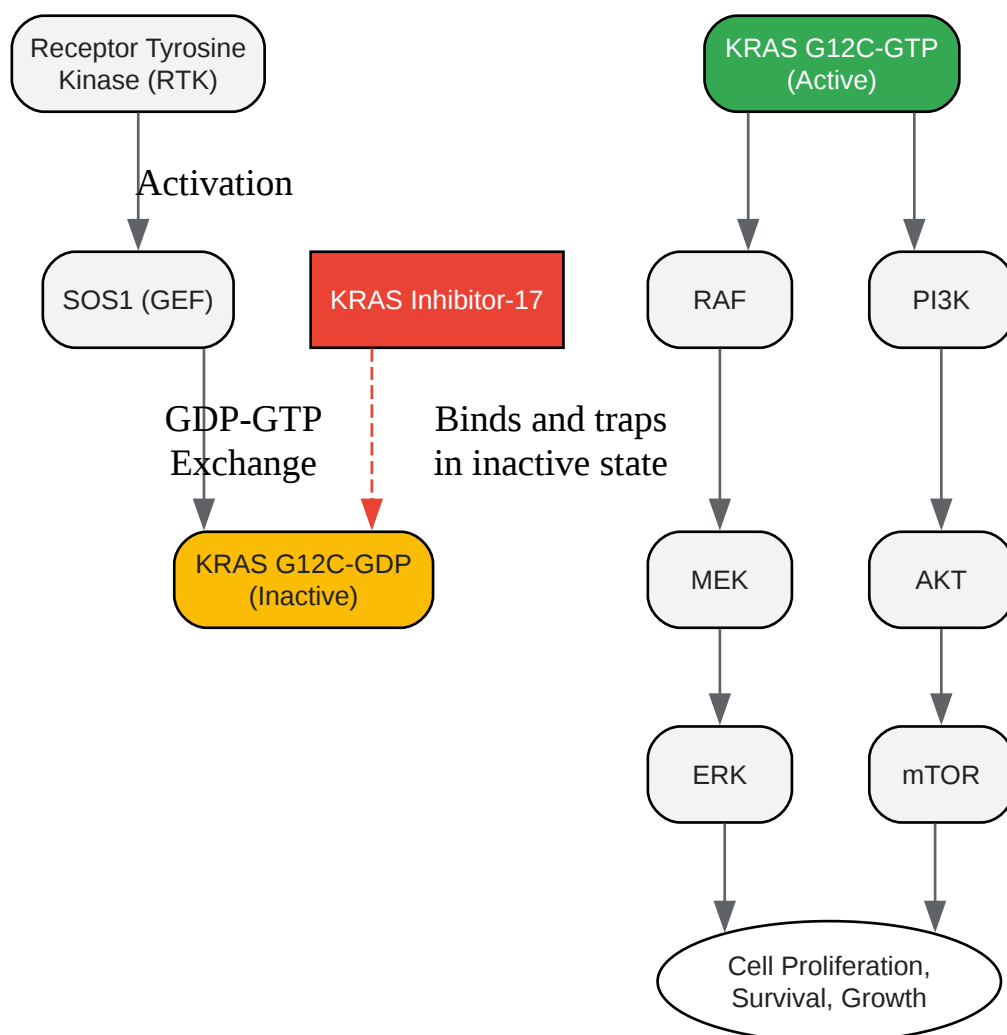 Receptor Tyrosine
Kinase (RTK)
KRAS G12C-GTP
(Active)
Activation
SOS1 (GEF)
KRAS Inhibitor-17
RAF
PI3K
GDP-GTP
Exchange
Binds and traps
in inactive state
KRAS G12C-GDP
(Inactive)
MEK
AKT
ERK
mTOR
Cell Proliferation,
Survival, Growth